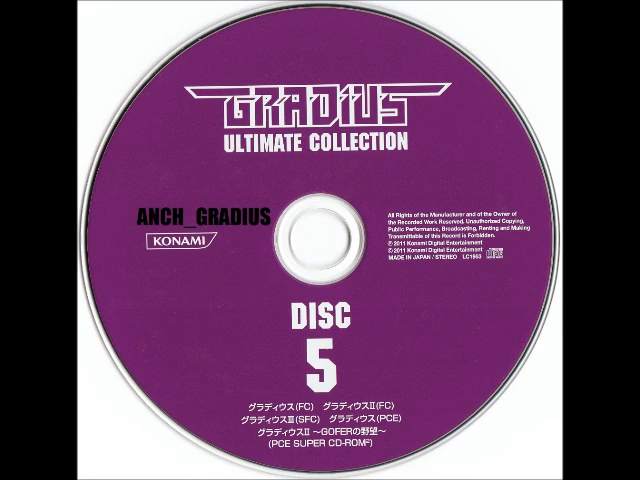 GRADIUS
ULTIMATE COLLECTION
ANCH_GRADIUS
KONAMI
All Rights of the Manufacturer and of the Owner of
the Recorded Work Reserved. Unauthorized Copying,
Public Performance, Broadcasting, Renting and Making
Transmittable of this Record is Forbidden.
℗ 2011 Konami Digital Entertainment
© 2011 Konami Digital Entertainment
MADE IN JAPAN / STEREO LC1953
DISC
5
グラディウス(FC) グラディウスⅡ(FC)
グラディウスⅢ(SFC) グラディウス(PCE)
グラディウスⅡ ～GOFERの野望～
(PCE SUPER CD-ROM²)